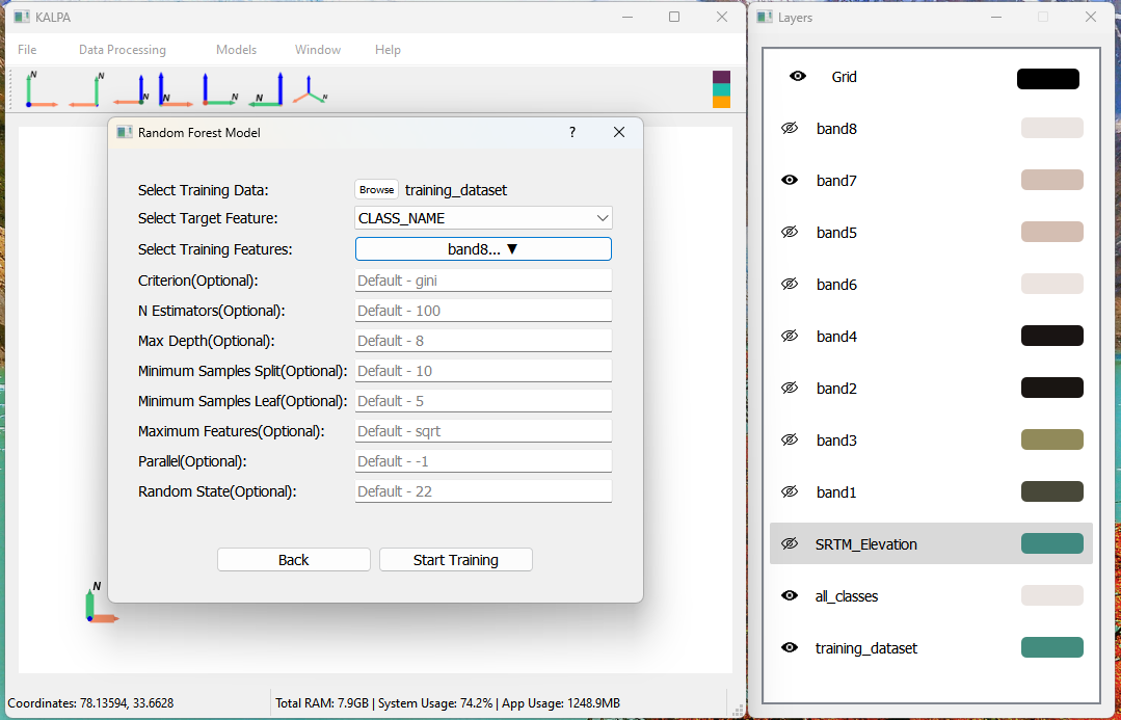 KALPA
File Data Processing Models Window Help
N N N N N N N
Random Forest Model ?
Select Training Data: Browse training_dataset
Select Target Feature: CLASS_NAME
Select Training Features: band8... ▼
Criterion(Optional): Default - gini
N Estimators(Optional): Default - 100
Max Depth(Optional): Default - 8
Minimum Samples Split(Optional): Default - 10
Minimum Samples Leaf(Optional): Default - 5
Maximum Features(Optional): Default - sqrt
Parallel(Optional): Default - -1
Random State(Optional): Default - 22
Back Start Training
N
Coordinates: 78.13594, 33.6628 Total RAM: 7.9GB | System Usage: 74.2% | App Usage: 1248.9MB
Layers
Grid
band8
band7
band5
band6
band4
band2
band3
band1
SRTM_Elevation
all_classes
training_dataset